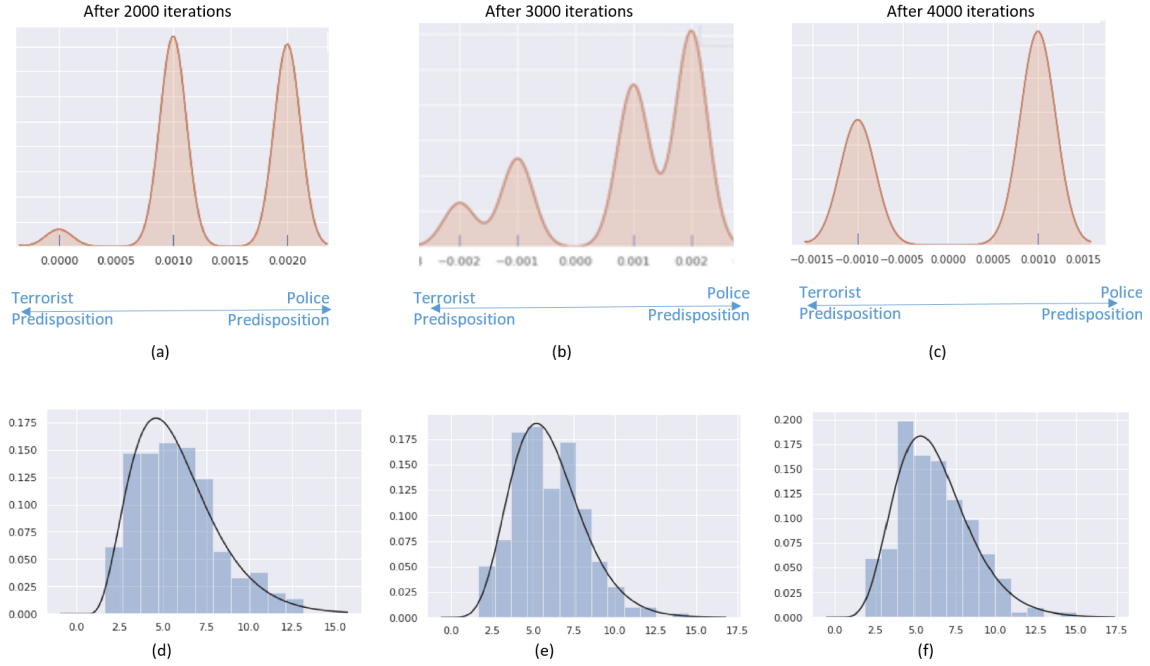 After 2000 iterations
After 3000 iterations
After 4000 iterations
0.0000 0.0005 0.0010 0.0015 0.0020
−0.002 −0.001 0.000 0.001 0.002
−0.0015 −0.0010 −0.0005 0.0000 0.0005 0.0010 0.0015
Terrorist
Predisposition
Police
Predisposition
Terrorist
Predisposition
Police
Predisposition
Terrorist
Predisposition
Police
Predisposition
(a)
(b)
(c)
0.175
0.150
0.125
0.100
0.075
0.050
0.025
0.000
0.0 2.5 5.0 7.5 10.0 12.5 15.0
(d)
0.175
0.150
0.125
0.100
0.075
0.050
0.025
0.000
0.0 2.5 5.0 7.5 10.0 12.5 15.0 17.5
(e)
0.200
0.175
0.150
0.125
0.100
0.075
0.050
0.025
0.000
0.0 2.5 5.0 7.5 10.0 12.5 15.0 17.5
(f)